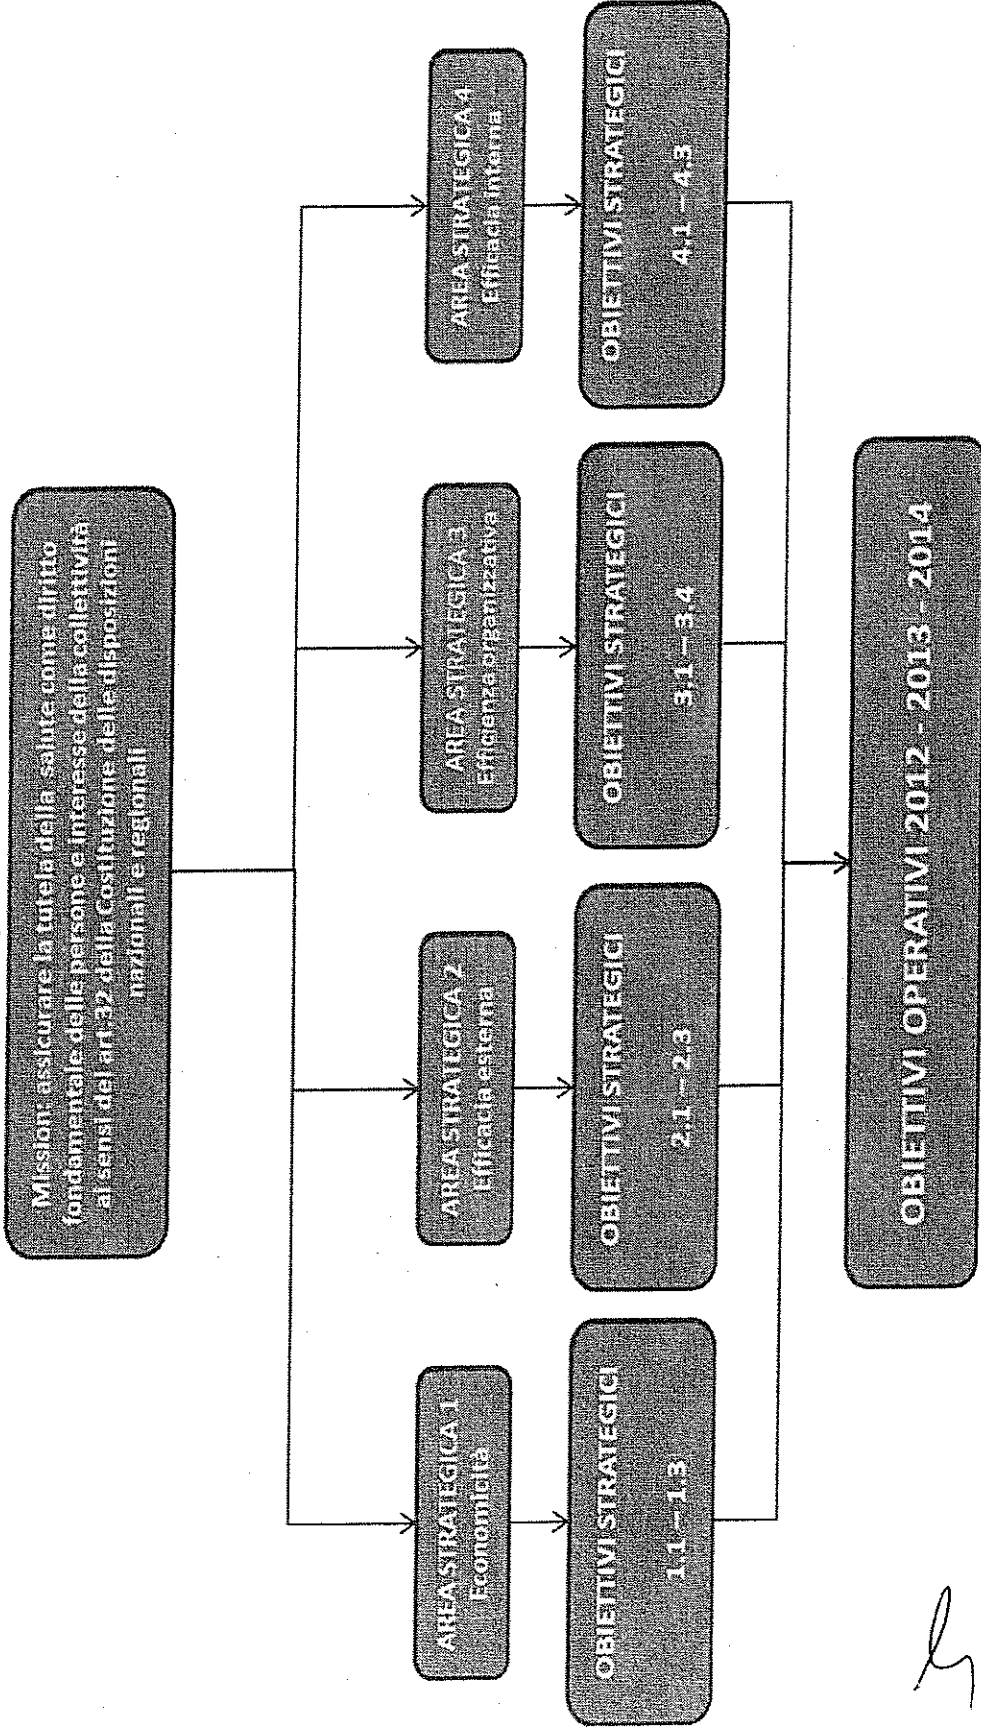 Mission: assicurare la tutela della salute come diritto
fondamentale delle persone e interesse della collettività
ai sensi del art. 32 della Costituzione delle disposizioni
nazionali e regionali
AREA STRATEGICA 1
Economicità
AREA STRATEGICA 2
Efficacia esterna
AREA STRATEGICA 3
Efficienza organizzativa
AREA STRATEGICA 4
Efficacia interna
OBIETTIVI STRATEGICI
1.1 – 1.3
OBIETTIVI STRATEGICI
2.1 – 2.3
OBIETTIVI STRATEGICI
3.1 – 3.4
OBIETTIVI STRATEGICI
4.1 – 4.3
OBIETTIVI OPERATIVI 2012 - 2013 - 2014